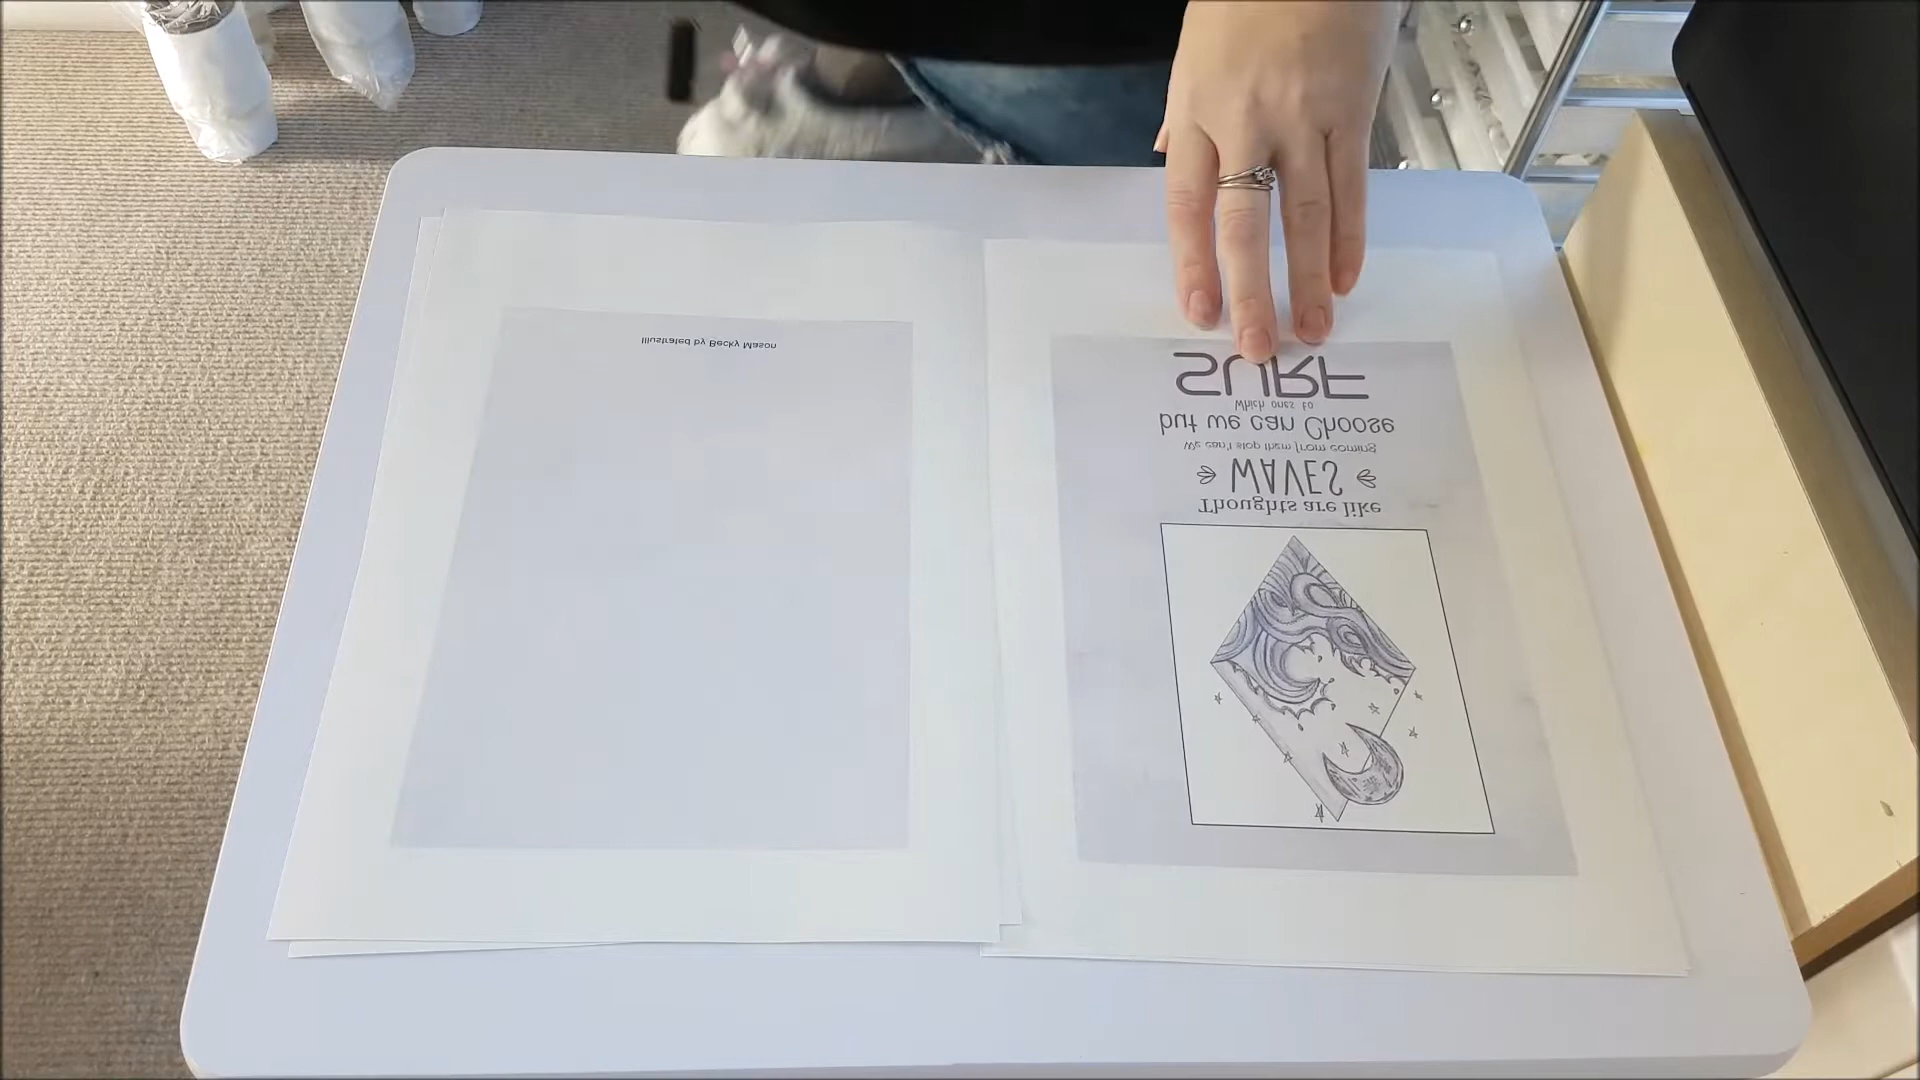 Illustrated by Becky Mason
Thoughts are like
WAVES
We can't stop them from coming
but we can Choose
Which ones to
SURF